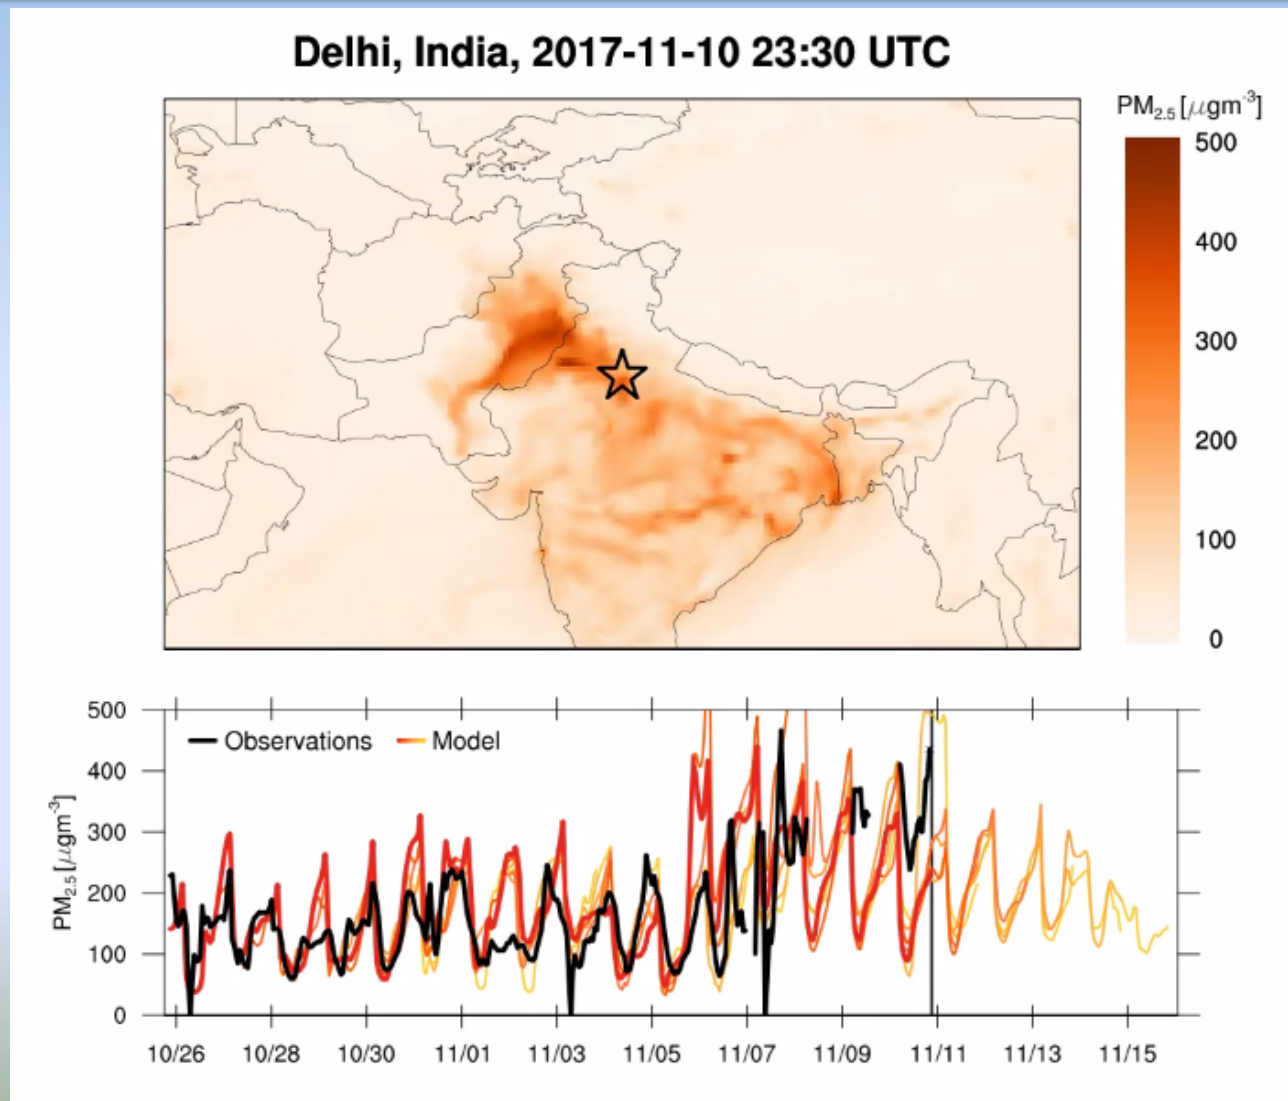 Delhi, India, 2017-11-10 23:30 UTC
PM2.5 [μgm-3]
500
400
300
200
100
0
500
400
300
200
100
0
PM2.5 [μgm-3]
Observations Model
10/26 10/28 10/30 11/01 11/03 11/05 11/07 11/09 11/11 11/13 11/15